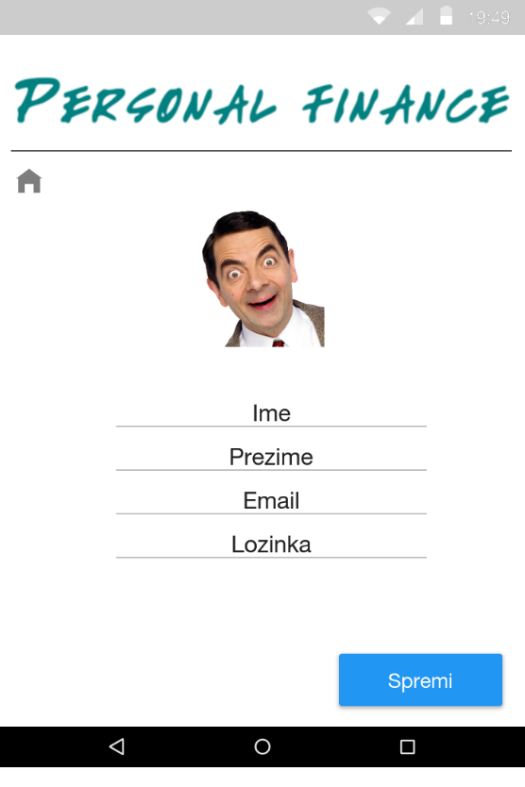 19:49
PERSONAL FINANCE
Ime
Prezime
Email
Lozinka
Spremi